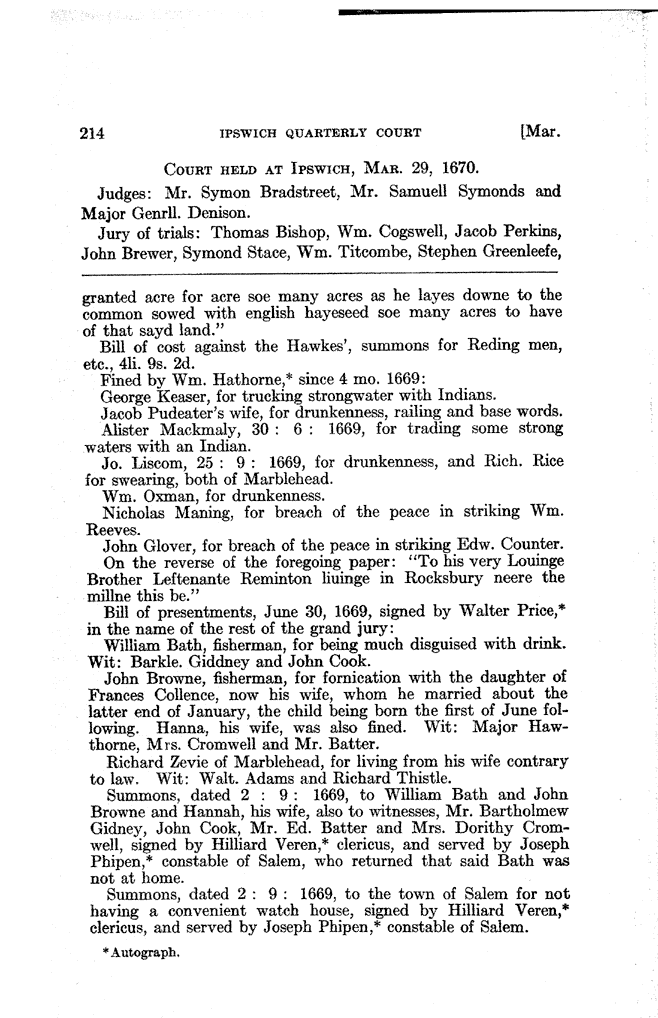 214 IPSWICH QUARTERLY COURT [Mar.
COURT HELD AT IPSWICH, MAR. 29, 1670.
Judges: Mr. Symon Bradstreet, Mr. Samuell Symonds and
Major Genrll. Denison.
Jury of trials: Thomas Bishop, Wm. Cogswell, Jacob Perkins,
John Brewer, Symond Stace, Wm. Titcombe, Stephen Greenleefe,
granted acre for acre soe many acres as he layes downe to the
common sowed with english hayeseed soe many acres to have
of that sayd land."
Bill of cost against the Hawkes', summons for Reding men,
etc., 4li. 9s. 2d.
Fined by Wm. Hathorne,* since 4 mo. 1669:
George Keaser, for trucking strongwater with Indians.
Jacob Pudeater's wife, for drunkenness, railing and base words.
Alister Mackmaly, 30 : 6 : 1669, for trading some strong
waters with an Indian.
Jo. Liscom, 25 : 9 : 1669, for drunkenness, and Rich. Rice
for swearing, both of Marblehead.
Wm. Oxman, for drunkenness.
Nicholas Maning, for breach of the peace in striking Wm.
Reeves.
John Glover, for breach of the peace in striking Edw. Counter.
On the reverse of the foregoing paper: "To his very Louinge
Brother Leftenante Reminton liuinge in Rocksbury neere the
millne this be."
Bill of presentments, June 30, 1669, signed by Walter Price,*
in the name of the rest of the grand jury:
William Bath, fisherman, for being much disguised with drink.
Wit: Barkle. Giddney and John Cook.
John Browne, fisherman, for fornication with the daughter of
Frances Collence, now his wife, whom he married about the
latter end of January, the child being born the first of June fol-
lowing. Hanna, his wife, was also fined. Wit: Major Haw-
thorne, Mrs. Cromwell and Mr. Batter.
Richard Zevie of Marblehead, for living from his wife contrary
to law. Wit: Walt. Adams and Richard Thistle.
Summons, dated 2 : 9 : 1669, to William Bath and John
Browne and Hannah, his wife, also to witnesses, Mr. Bartholmew
Gidney, John Cook, Mr. Ed. Batter and Mrs. Dorithy Crom-
well, signed by Hilliard Veren,* clericus, and served by Joseph
Phipen,* constable of Salem, who returned that said Bath was
not at home.
Summons, dated 2 : 9 : 1669, to the town of Salem for not
having a convenient watch house, signed by Hilliard Veren,*
clericus, and served by Joseph Phipen,* constable of Salem.
*Autograph.